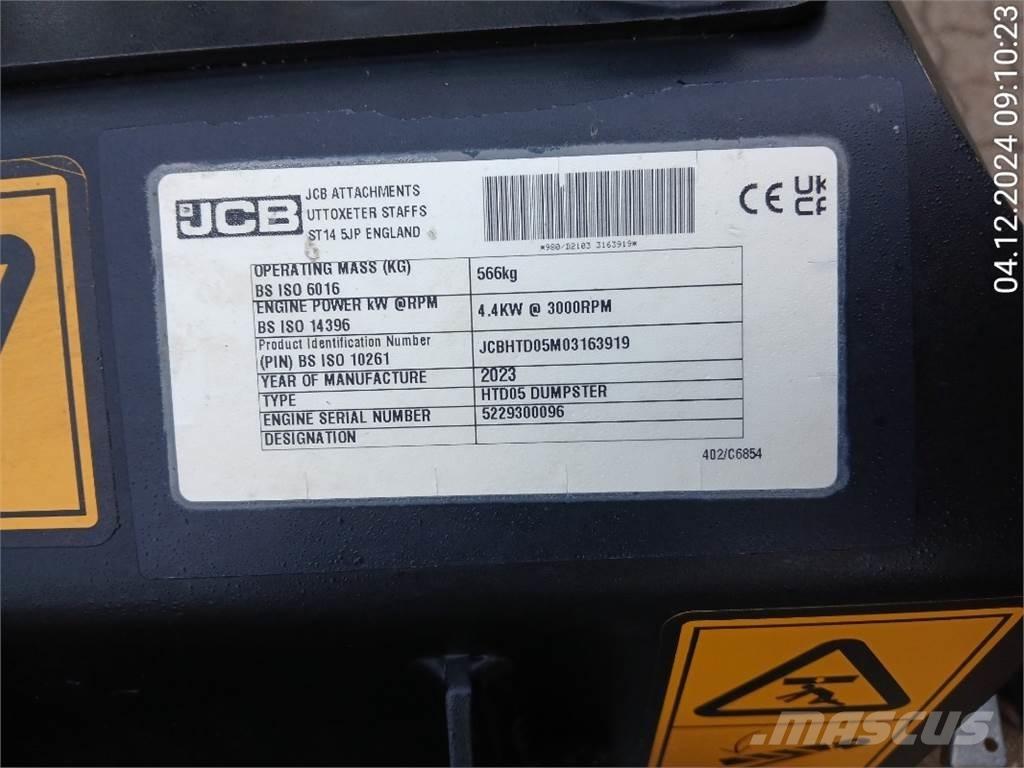 JCB
JCB ATTACHMENTS
UTTOXETER STAFFS
ST14 5JP ENGLAND
*980/D2103 3163919*
CE UK CA
OPERATING MASS (KG)
BS ISO 6016
566kg
ENGINE POWER kW @RPM
BS ISO 14396
4.4KW @ 3000RPM
Product Identification Number
(PIN) BS ISO 10261
JCBHTD05M03163919
YEAR OF MANUFACTURE
2023
TYPE
HTD05 DUMPSTER
ENGINE SERIAL NUMBER
5229300096
DESIGNATION
402/C6854
04.12.2024 09:10:23
MASCUS